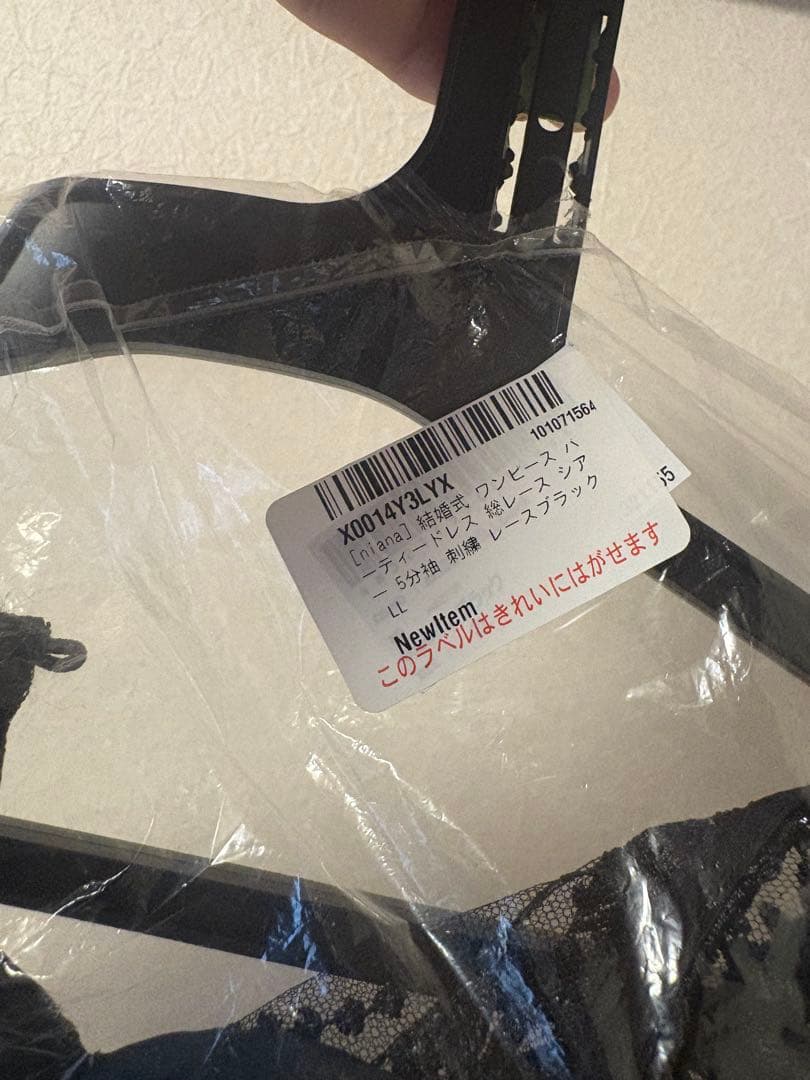 101071564
X0014Y3LYX
[niana] 結婚式 ワンピース パ
ーティードレス 総レース シア
ー 5分袖 刺繍 レースブラック
LL
NewItem
このラベルはきれいにはがせます